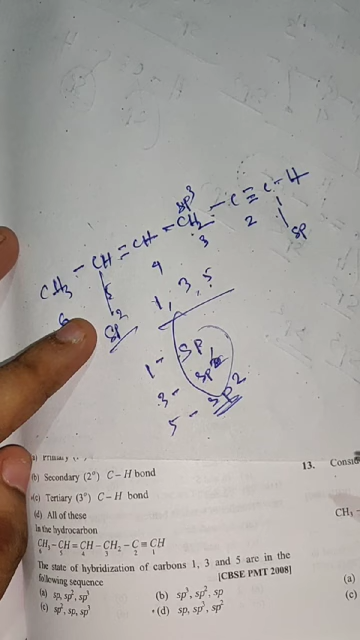 sp³
CH₃ - CH = CH - CH₂ - C ≡ C - H
6 5 4 3 2 1
sp² sp
1, 3, 5
1 - sp,
3 - sp³
5 - sp2
(b) Secondary (2°) C – H bond
(c) Tertiary (3°) C – H bond
(d) All of these
In the hydrocarbon
CH₃ – CH = CH – CH₂ – C ≡ CH
6 5 4 3 2 1
The state of hybridization of carbons 1, 3 and 5 are in the
following sequence [CBSE PMT 2008]
(a) sp, sp², sp³ (b) sp³, sp², sp
(c) sp², sp, sp³ (d) sp, sp³, sp²
13.
CH₃ -
(a)
(c)